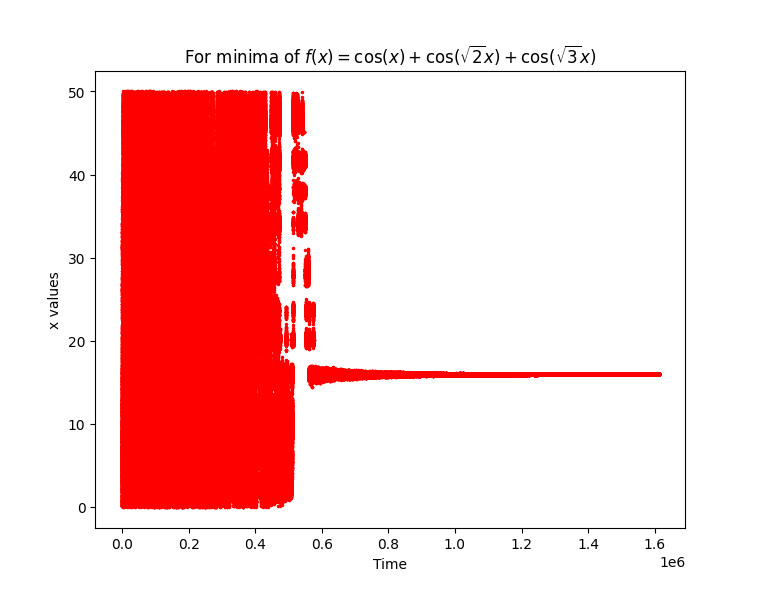 For minima of f(x) = cos(x) + cos(√2x) + cos(√3x)
50
40
30
20
10
0
x values
0.0 0.2 0.4 0.6 0.8 1.0 1.2 1.4 1.6
1e6
Time